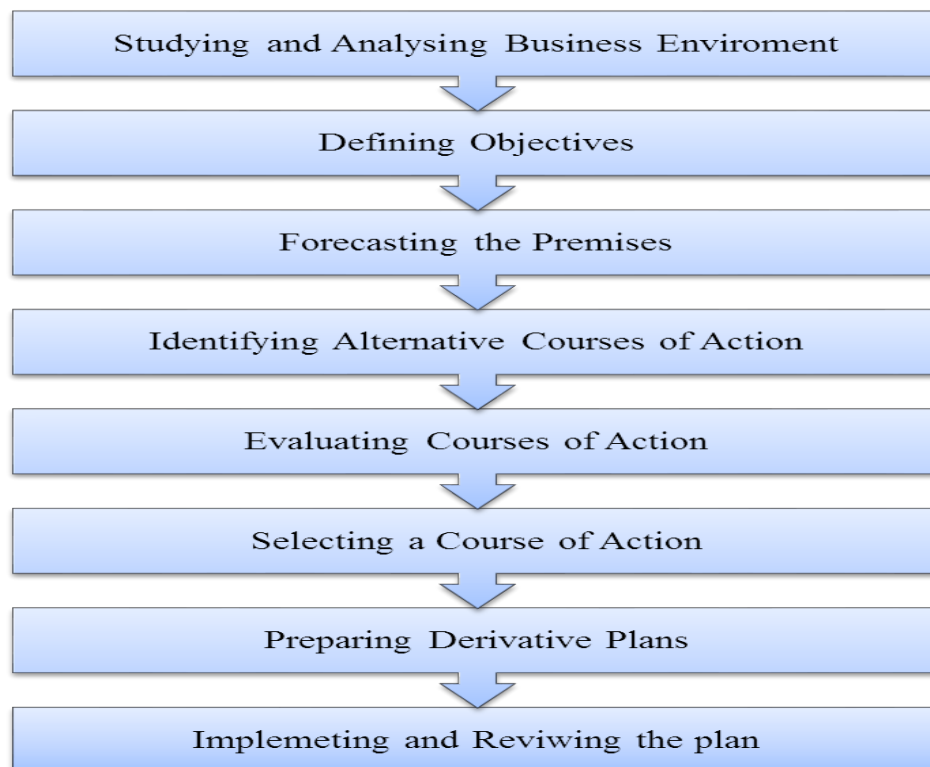 Studying and Analysing Business Enviroment
Defining Objectives
Forecasting the Premises
Identifying Alternative Courses of Action
Evaluating Courses of Action
Selecting a Course of Action
Preparing Derivative Plans
Implemeting and Reviwing the plan